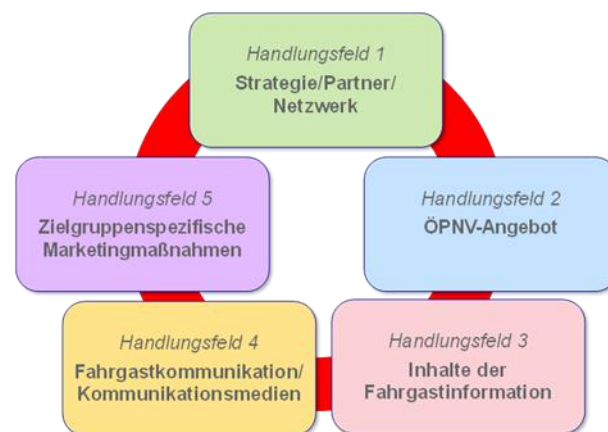 Handlungsfeld 1
Strategie/Partner/
Netzwerk
Handlungsfeld 2
ÖPNV-Angebot
Handlungsfeld 3
Inhalte der
Fahrgastinformation
Handlungsfeld 4
Fahrgastkommunikation/
Kommunikationsmedien
Handlungsfeld 5
Zielgruppenspezifische
Marketingmaßnahmen